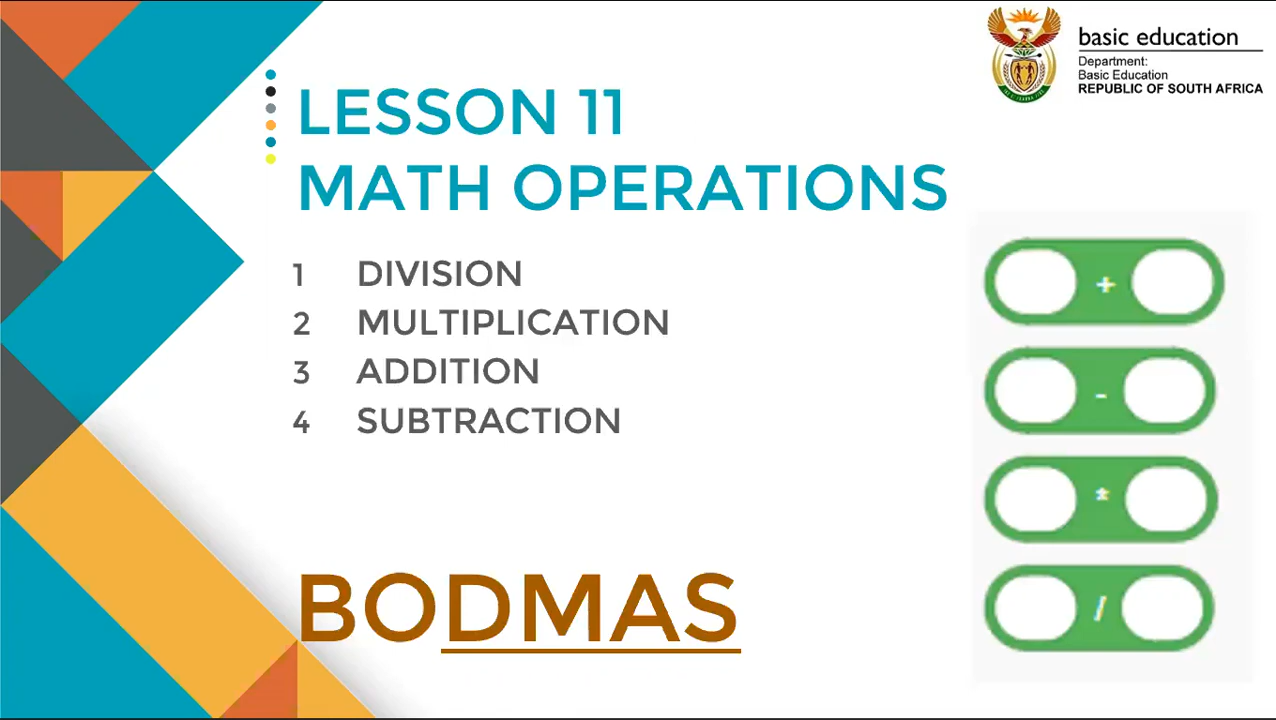 basic education
Department:
Basic Education
REPUBLIC OF SOUTH AFRICA
LESSON 11
MATH OPERATIONS
1 DIVISION
2 MULTIPLICATION
3 ADDITION
4 SUBTRACTION
+
-
*
/
BODMAS